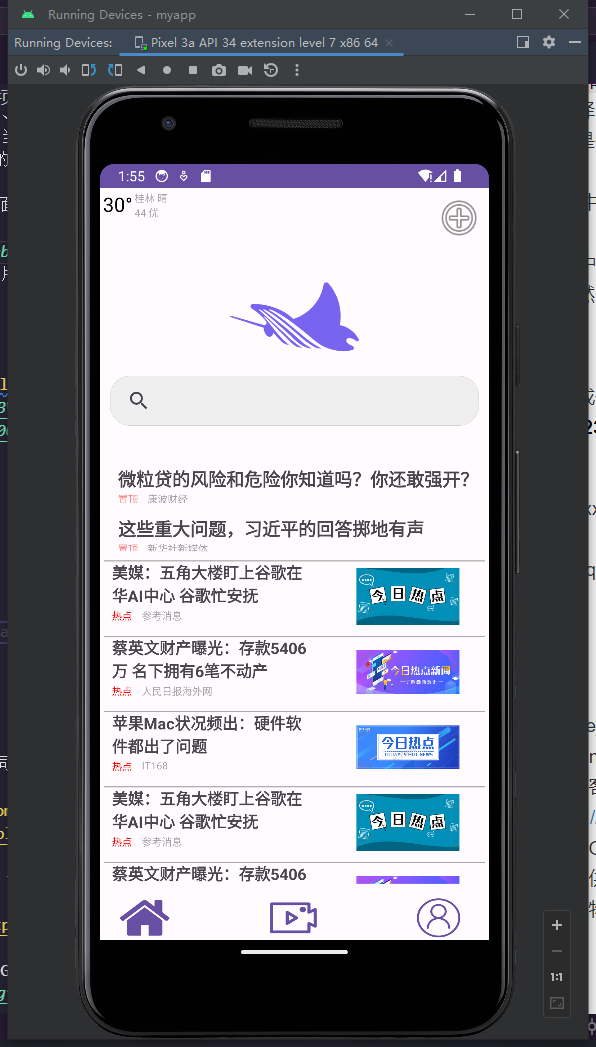 Running Devices - myapp
Running Devices:
Pixel 3a API 34 extension level 7 x86 64
1:55
30°
桂林 晴
44 优
微粒贷的风险和危险你知道吗？你还敢强开？
置顶 康波财经
这些重大问题，习近平的回答掷地有声
置顶 新华社新媒体
美媒：五角大楼盯上谷歌在
华AI中心 谷歌忙安抚
热点 参考消息
今日热点
蔡英文财产曝光：存款5406
万 名下拥有6笔不动产
热点 人民日报海外网
今日热点新闻
苹果Mac状况频出：硬件软
件都出了问题
热点 IT168
今日热点
美媒：五角大楼盯上谷歌在
华AI中心 谷歌忙安抚
热点 参考消息
今日热点
蔡英文财产曝光：存款5406
1:1